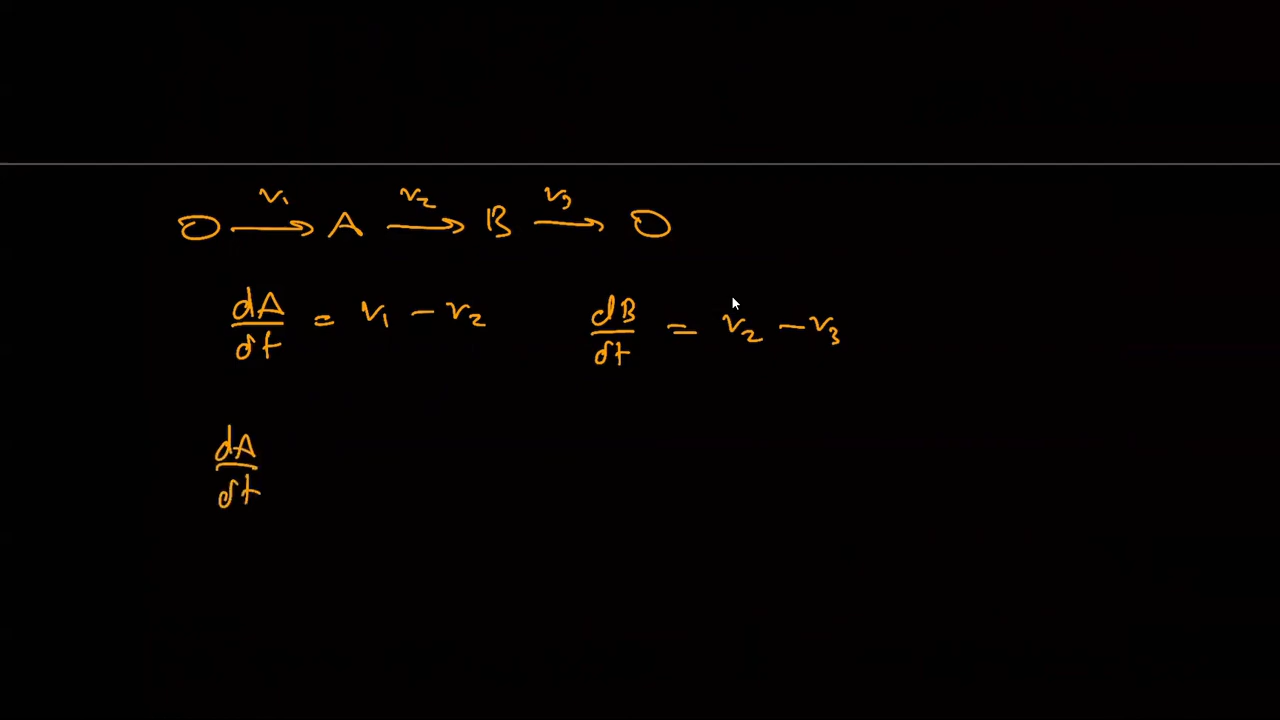 v₁ v₂ v₃
O → A → B → O
dA/dt = v₁ − v₂ dB/dt = v₂ − v₃
dA/dt